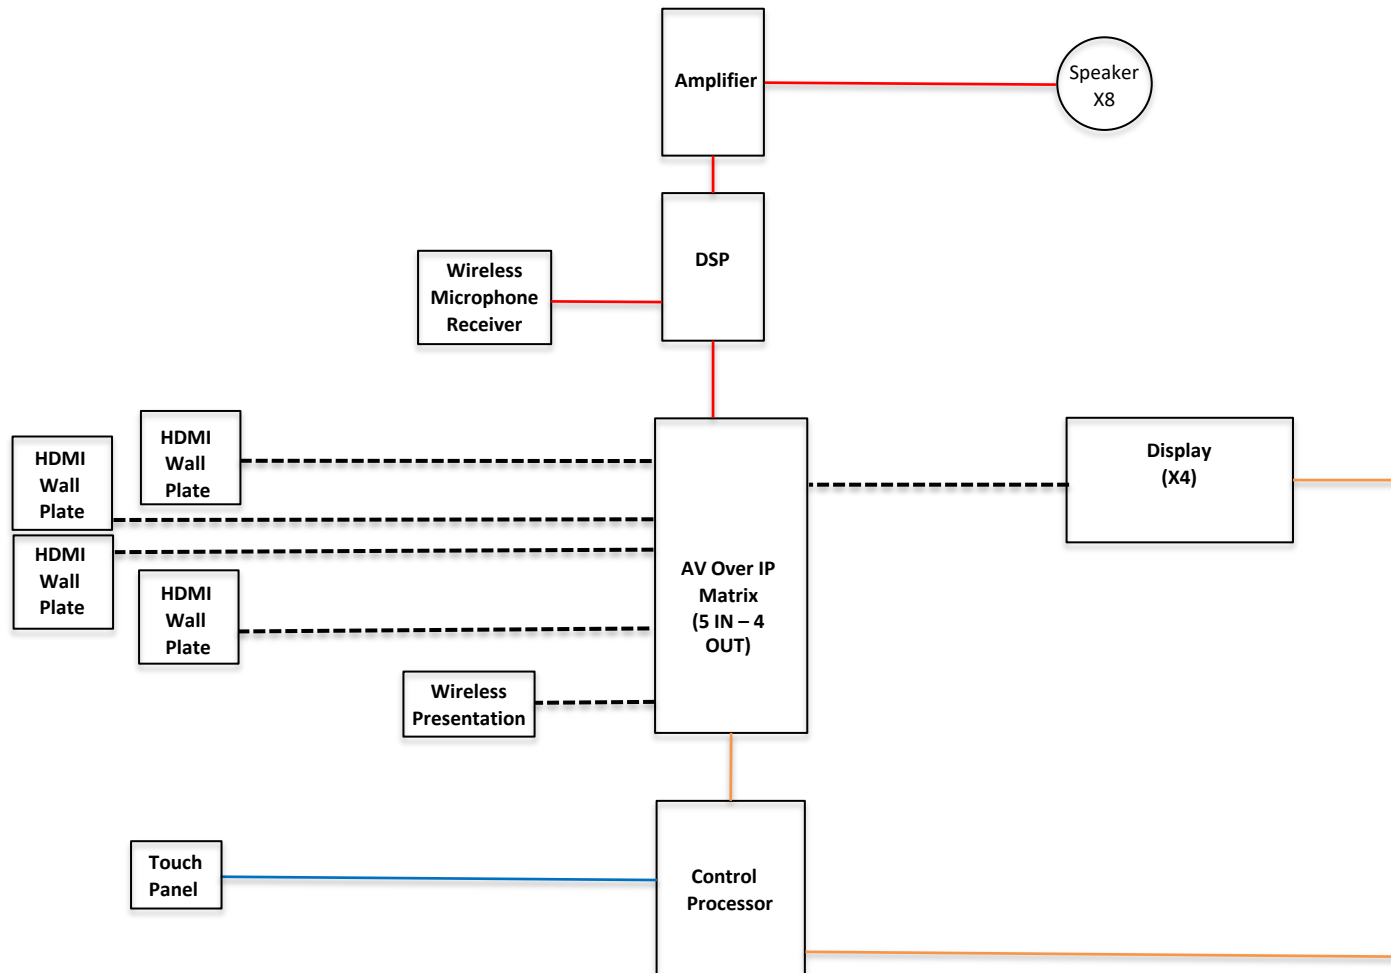 Amplifier
Speaker
X8
DSP
Wireless
Microphone
Receiver
HDMI
Wall
Plate
HDMI
Wall
Plate
HDMI
Wall
Plate
HDMI
Wall
Plate
Display
(X4)
AV Over IP
Matrix
(5 IN – 4
OUT)
Wireless
Presentation
Touch
Panel
Control
Processor